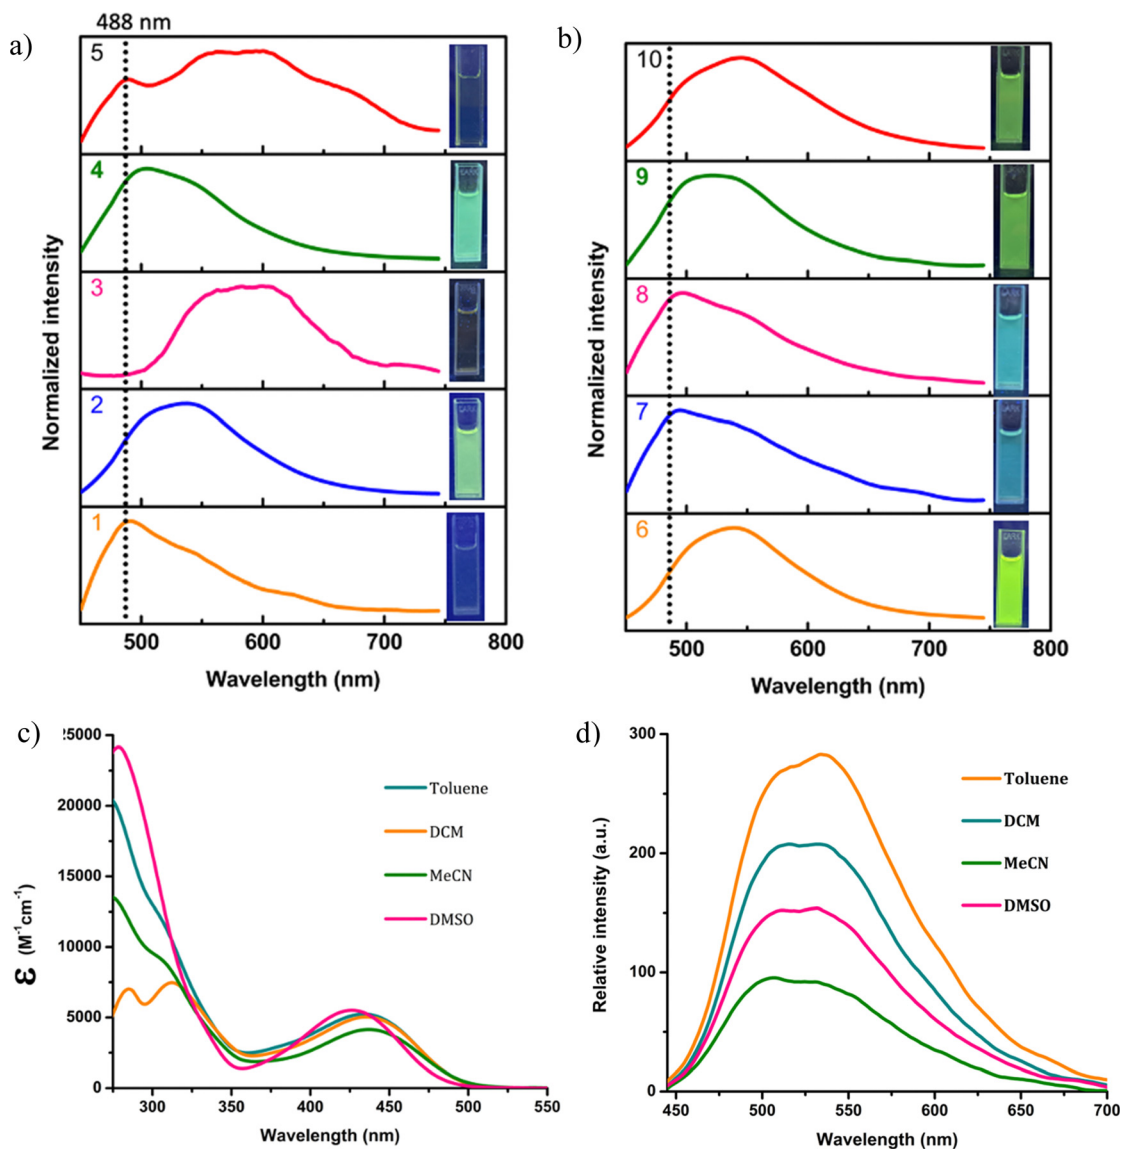 488 nm
a)
5
4
3
2
1
Normalized intensity
500 600 700 800
Wavelength (nm)
b)
10
9
8
7
6
Normalized intensity
500 600 700 800
Wavelength (nm)
c)
25000
20000
15000
10000
5000
0
ε (M-1cm-1)
Toluene
DCM
MeCN
DMSO
300 350 400 450 500 550
Wavelength (nm)
d)
300
200
100
0
Relative intensity (a.u.)
Toluene
DCM
MeCN
DMSO
450 500 550 600 650 700
Wavelength (nm)